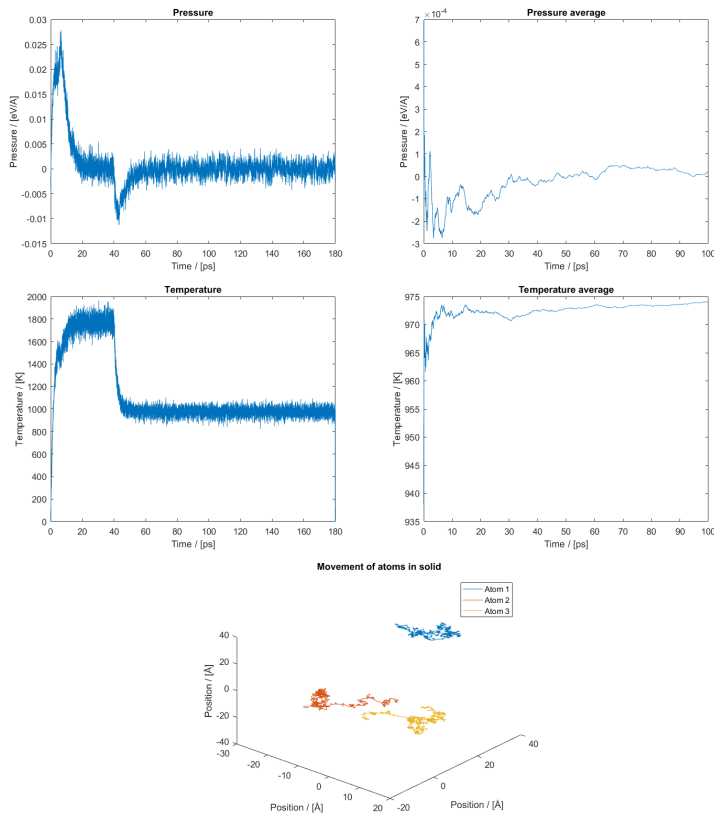 Pressure
Pressure / [eV/A]
0.03
0.025
0.02
0.015
0.01
0.005
0
-0.005
-0.01
-0.015
0 20 40 60 80 100 120 140 160 180
Time / [ps]
Pressure average
×10⁻⁴
Pressure / [eV/A]
7
6
5
4
3
2
1
0
-1
-2
-3
0 10 20 30 40 50 60 70 80 90 100
Time / [ps]
Temperature
Temperature / [K]
2000
1800
1600
1400
1200
1000
800
600
400
200
0
0 20 40 60 80 100 120 140 160 180
Time / [ps]
Temperature average
Temperature / [K]
975
970
965
960
955
950
945
940
935
0 10 20 30 40 50 60 70 80 90 100
Time / [ps]
Movement of atoms in solid
Atom 1
Atom 2
Atom 3
Position / [Å]
40
20
0
-20
-40
-30
-20
-10
0
10
20
Position / [Å]
-20
0
20
40
Position / [Å]